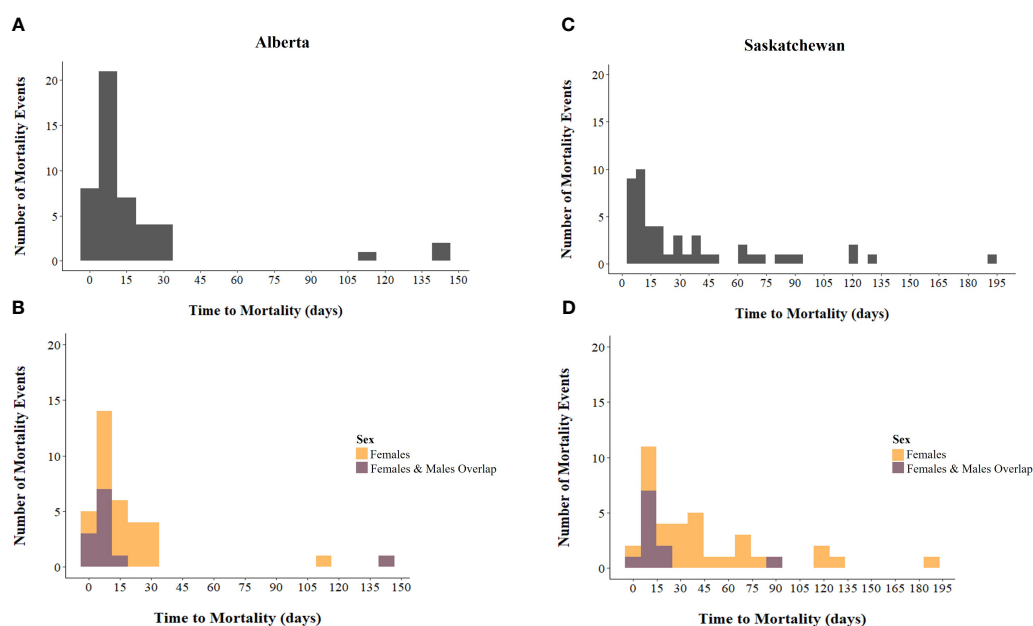 A
Alberta
Number of Mortality Events
20
15
10
5
0
0 15 30 45 60 75 90 105 120 135 150
Time to Mortality (days)
B
Number of Mortality Events
20
15
10
5
0
Sex
Females
Females & Males Overlap
0 15 30 45 60 75 90 105 120 135 150
Time to Mortality (days)
C
Saskatchewan
Number of Mortality Events
20
15
10
5
0
0 15 30 45 60 75 90 105 120 135 150 165 180 195
Time to Mortality (days)
D
Number of Mortality Events
20
15
10
5
0
Sex
Females
Females & Males Overlap
0 15 30 45 60 75 90 105 120 135 150 165 180 195
Time to Mortality (days)